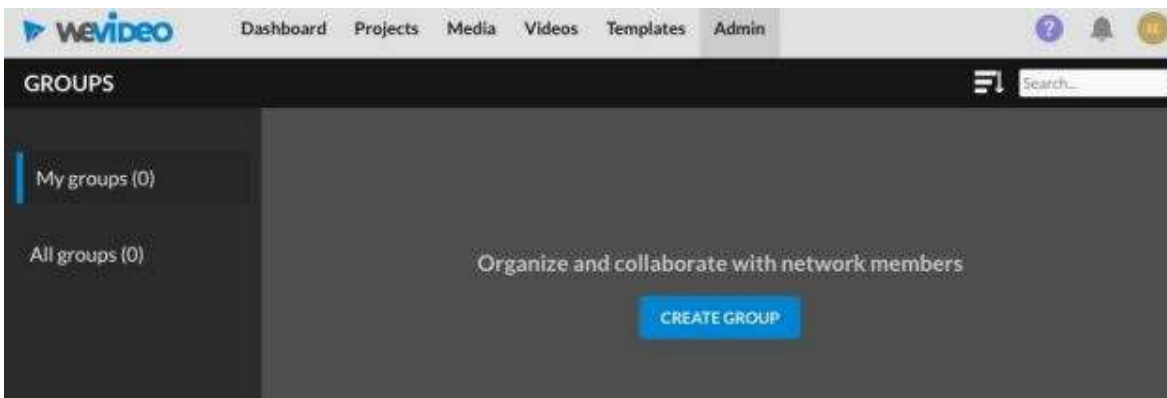 WEVIDEO Dashboard Projects Media Videos Templates Admin ?
GROUPS Search...
My groups (0)
All groups (0)
Organize and collaborate with network members
CREATE GROUP